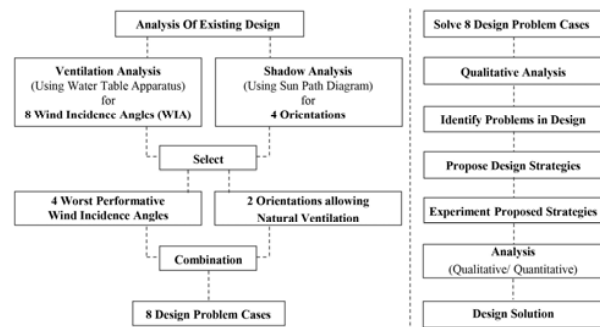 Analysis Of Existing Design
Ventilation Analysis
(Using Water Table Apparatus)
for
8 Wind Incidence Angles (WIA)
Shadow Analysis
(Using Sun Path Diagram)
for
4 Orientations
Select
4 Worst Performative
Wind Incidence Angles
2 Orientations allowing
Natural Ventilation
Combination
8 Design Problem Cases
Solve 8 Design Problem Cases
Qualitative Analysis
Identify Problems in Design
Propose Design Strategies
Experiment Proposed Strategies
Analysis
(Qualitative/ Quantitative)
Design Solution